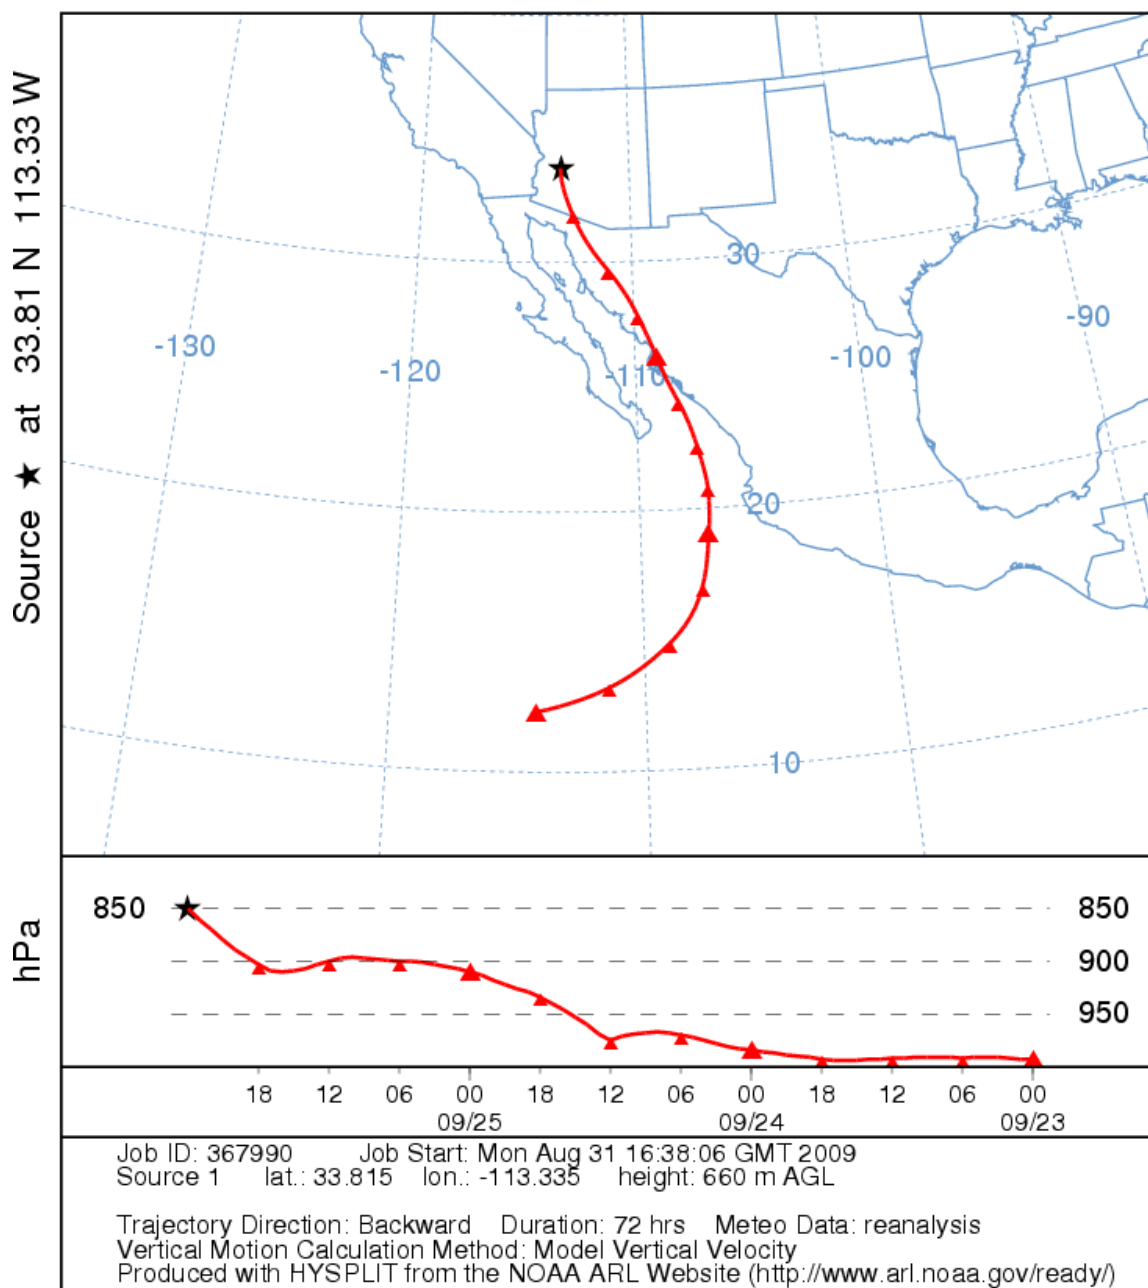 Source ★ at 33.81 N 113.33 W
30
-130
-120
-110
-100
-90
20
10
hPa
850 850
900
950
18 12 06 00 18 12 06 00 18 12 06 00
09/25 09/24 09/23
Job ID: 367990 Job Start: Mon Aug 31 16:38:06 GMT 2009
Source 1 lat.: 33.815 lon.: -113.335 height: 660 m AGL
Trajectory Direction: Backward Duration: 72 hrs Meteo Data: reanalysis
Vertical Motion Calculation Method: Model Vertical Velocity
Produced with HYSPLIT from the NOAA ARL Website (http://www.arl.noaa.gov/ready/)